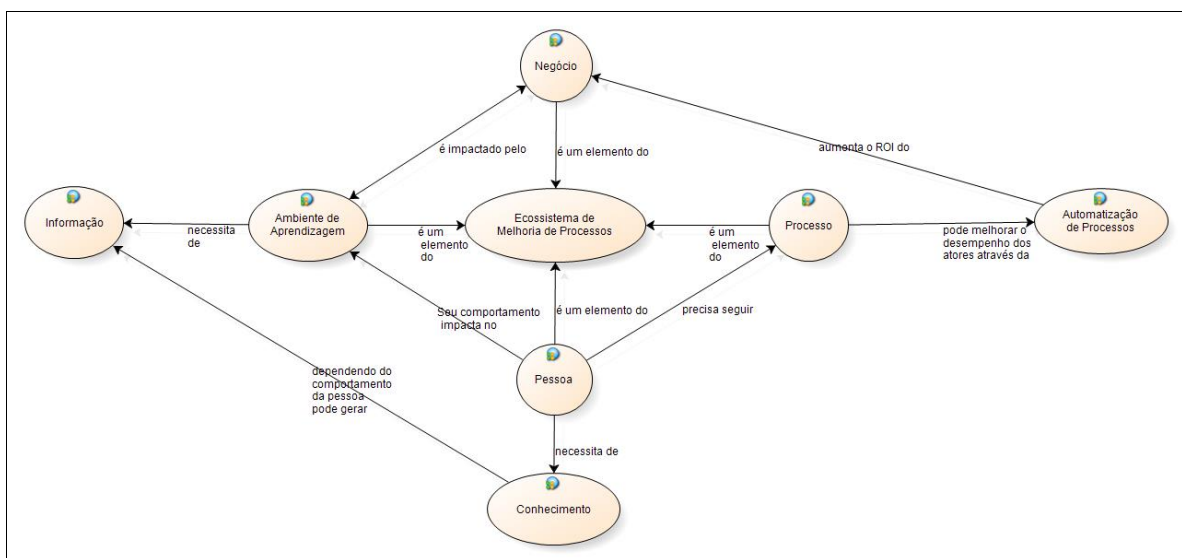 Negócio
é impactado pelo
é um elemento do
aumenta o ROI do
Informação
necessita
de
Ambiente de
Aprendizagem
é um
elemento
do
Ecossistema de
Melhoria de Processos
é um
elemento
do
Processo
pode melhorar o
desempenho dos
atores através da
Automatização
de Processos
Seu comportamento
impacta no
é um elemento do
precisa seguir
dependendo do
comportamento
da pessoa
pode gerar
Pessoa
necessita de
Conhecimento